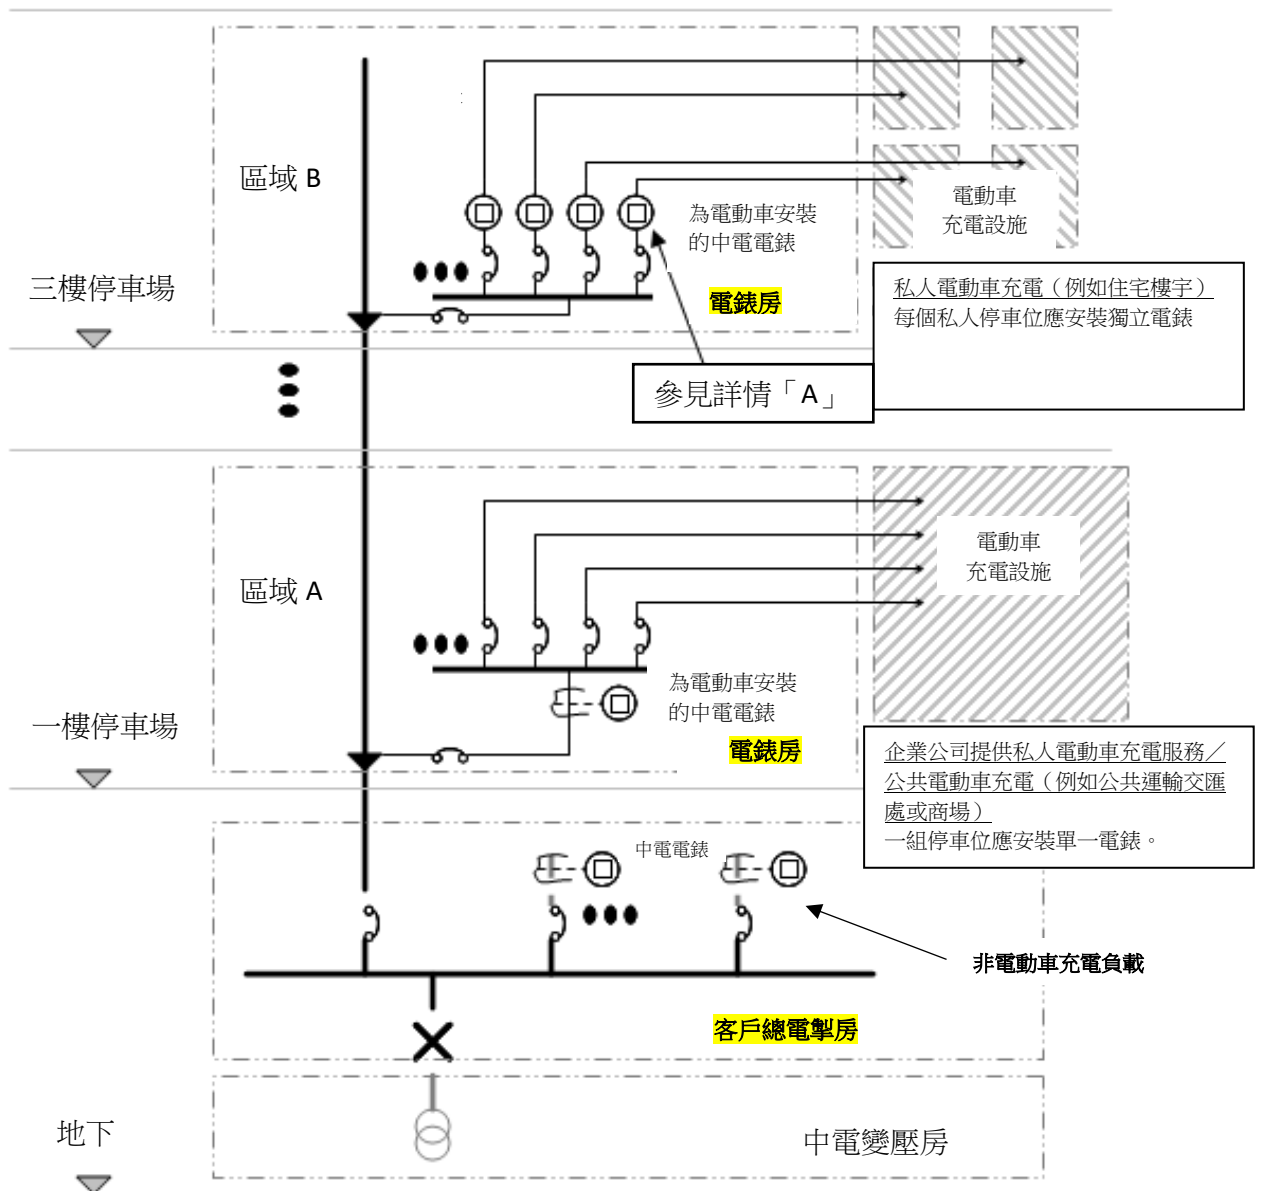 區域 B
為電動車安裝
的中電電錶
電錶房
電動車
充電設施
三樓停車場
私人電動車充電（例如住宅樓宇）
每個私人停車位應安裝獨立電錶
參見詳情「A」
區域 A
電動車
充電設施
為電動車安裝
的中電電錶
電錶房
一樓停車場
企業公司提供私人電動車充電服務／
公共電動車充電（例如公共運輸交匯
處或商場）
一組停車位應安裝單一電錶。
中電電錶
非電動車充電負載
客戶總電掣房
地下
中電變壓房